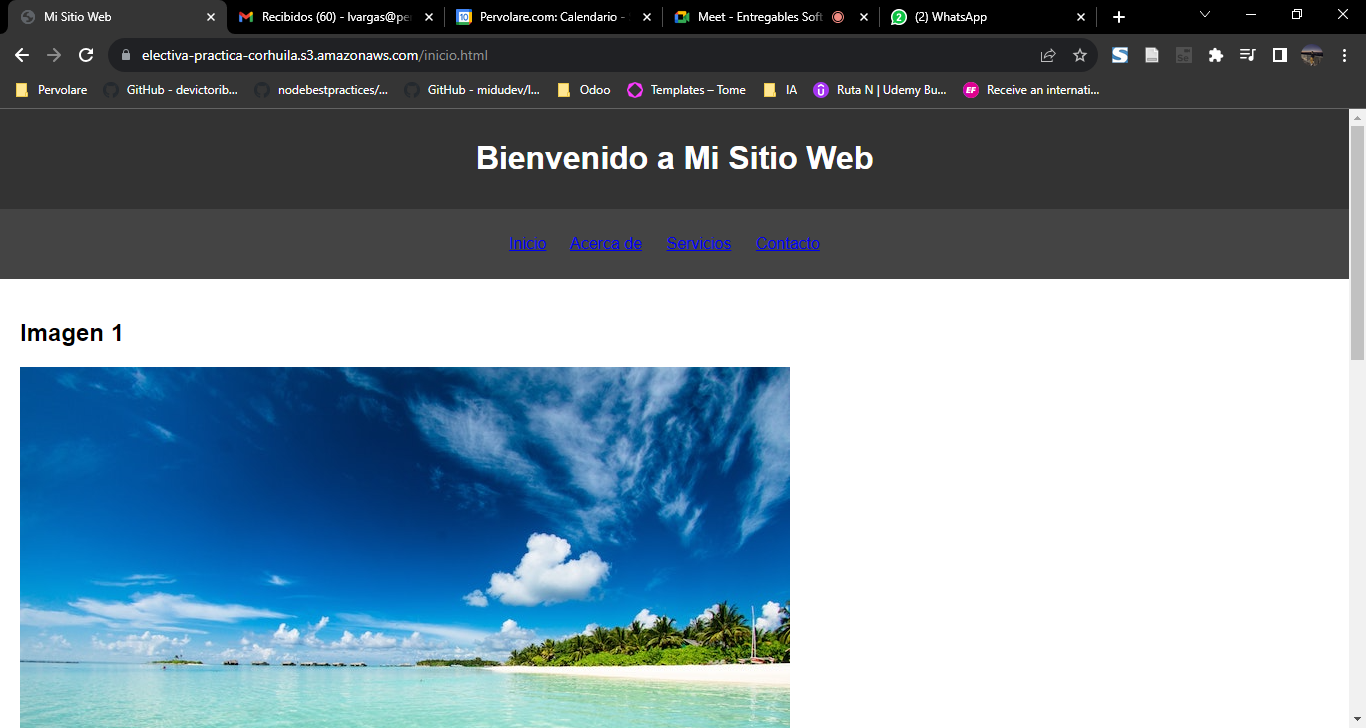 Mi Sitio Web
Recibidos (60) - lvargas@pe
Pervolare.com: Calendario -
Meet - Entregables Soft
(2) WhatsApp
electiva-practica-corhuila.s3.amazonaws.com/inicio.html
Pervolare
GitHub - devictorib...
nodebestpractices/...
GitHub - midudev/l...
Odoo
Templates – Tome
IA
Ruta N | Udemy Bu...
Receive an internati...
Bienvenido a Mi Sitio Web
Inicio Acerca de Servicios Contacto
Imagen 1